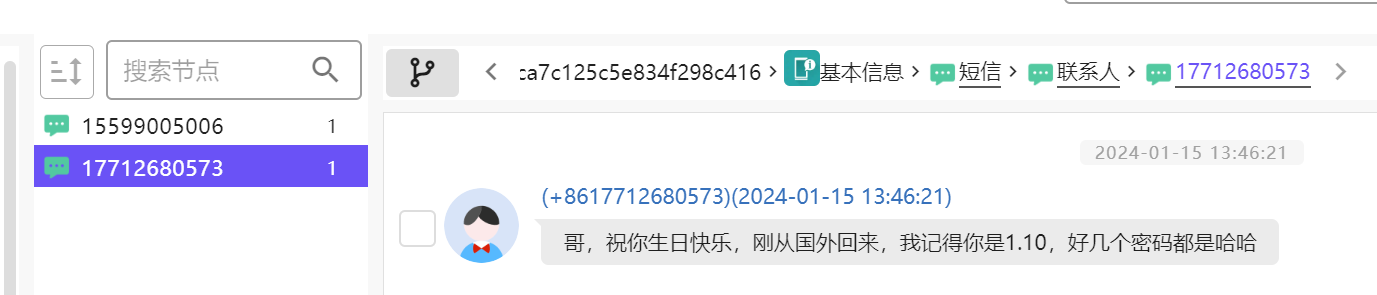 搜索节点
15599005006 1
17712680573 1
ca7c125c5e834f298c416 > 基本信息 > 短信 > 联系人 > 17712680573
2024-01-15 13:46:21
(+8617712680573)(2024-01-15 13:46:21)
哥，祝你生日快乐，刚从国外回来，我记得你是1.10，好几个密码都是哈哈